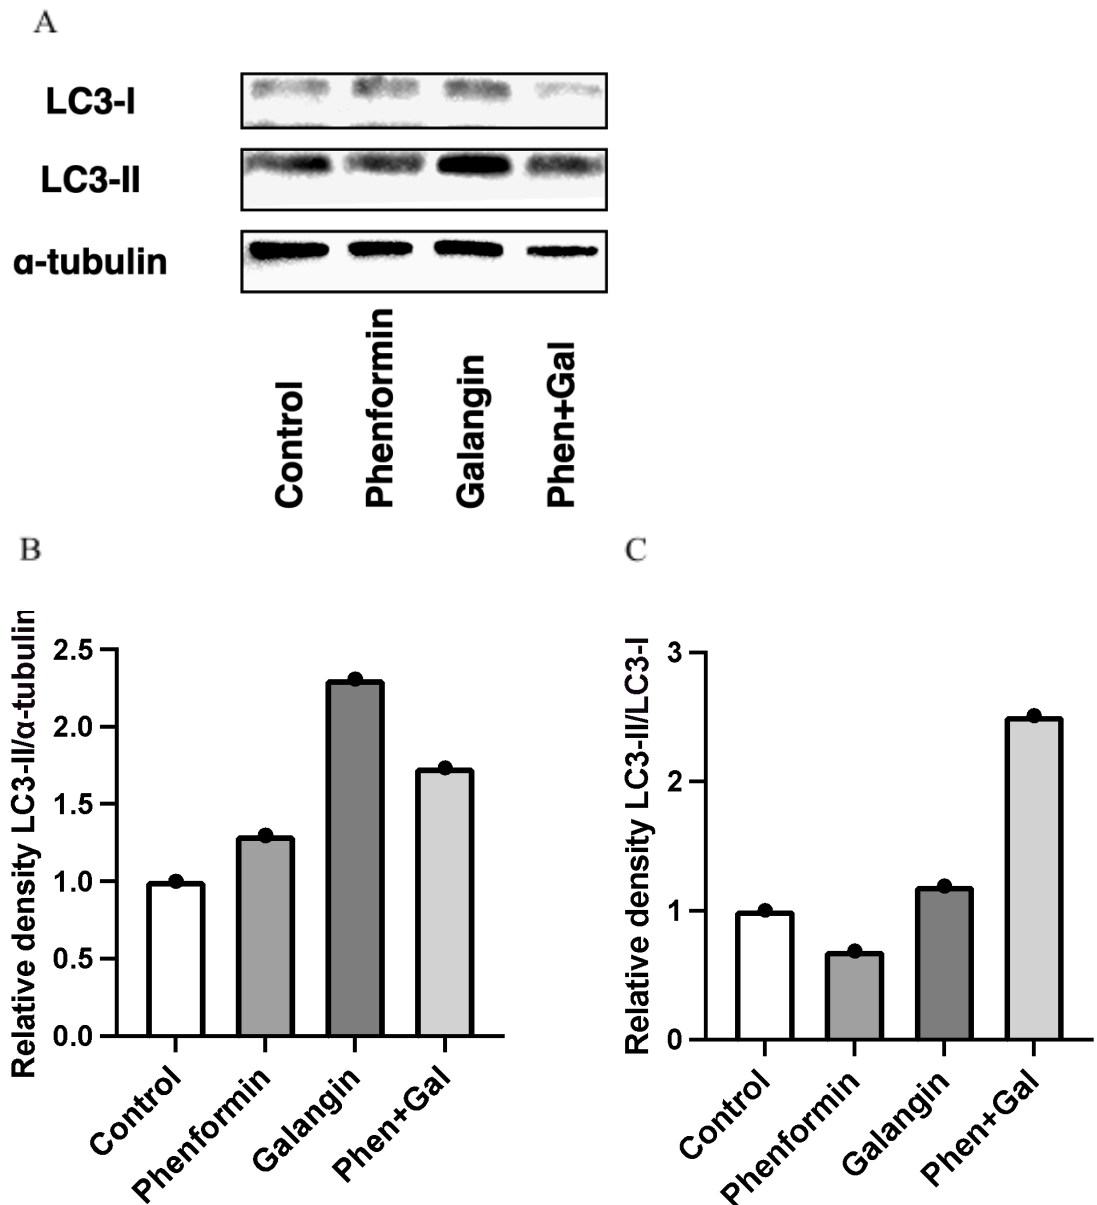 A
LC3-I
LC3-II
α-tubulin
Control
Phenformin
Galangin
Phen+Gal
B
Relative density LC3-II/α-tubulin
2.5
2.0
1.5
1.0
0.5
0.0
Control
Phenformin
Galangin
Phen+Gal
C
Relative density LC3-II/LC3-I
3
2
1
0
Control
Phenformin
Galangin
Phen+Gal